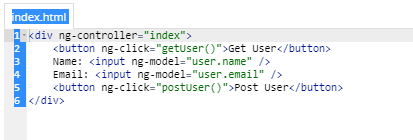 index.html
1 <div ng-controller="index">
2     <button ng-click="getUser()">Get User</button>
3     Name: <input ng-model="user.name" />
4     Email: <input ng-model="user.email" />
5     <button ng-click="postUser()">Post User</button>
6 </div>